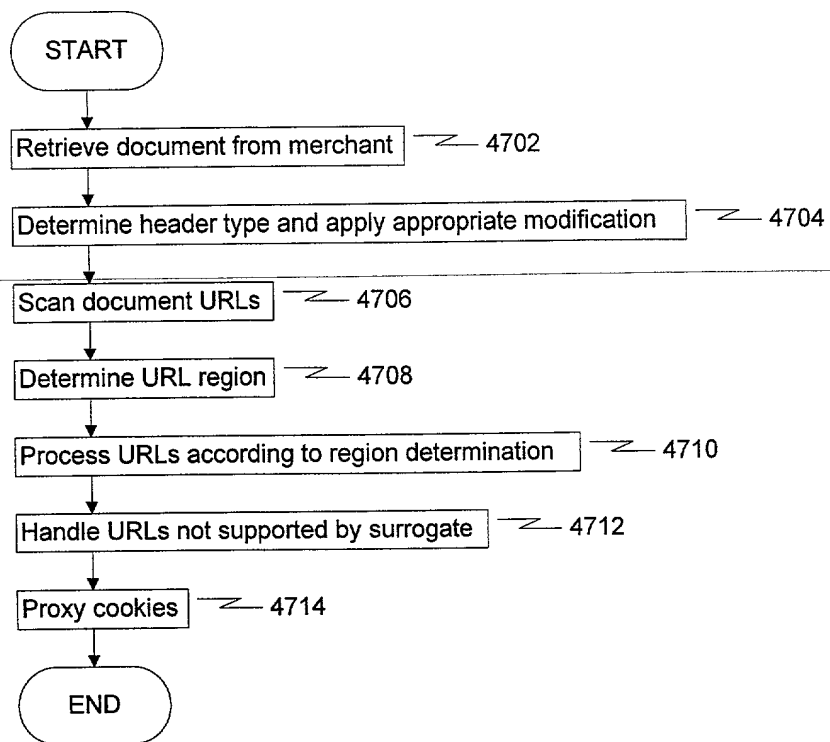 START
Retrieve document from merchant 4702
Determine header type and apply appropriate modification 4704
Scan document URLs 4706
Determine URL region 4708
Process URLs according to region determination 4710
Handle URLs not supported by surrogate 4712
Proxy cookies 4714
END